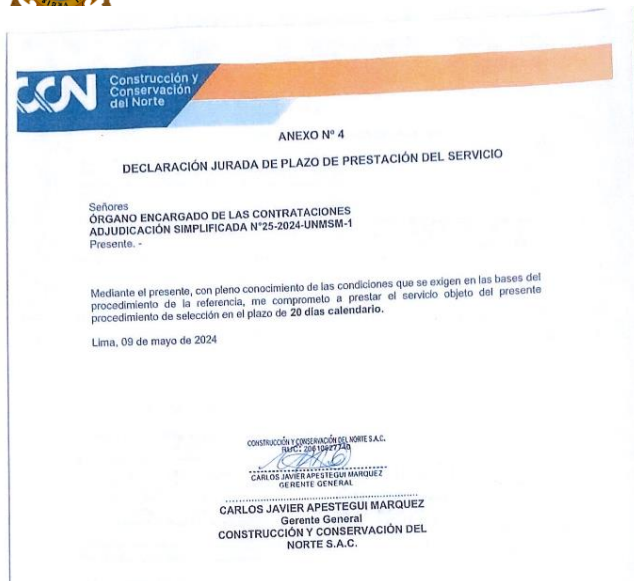 CCN Construcción y
Conservación
del Norte
ANEXO Nº 4
DECLARACIÓN JURADA DE PLAZO DE PRESTACIÓN DEL SERVICIO
Señores
ÓRGANO ENCARGADO DE LAS CONTRATACIONES
ADJUDICACIÓN SIMPLIFICADA N°25-2024-UNMSM-1
Presente. -
Mediante el presente, con pleno conocimiento de las condiciones que se exigen en las bases del
procedimiento de la referencia, me comprometo a prestar el servicio objeto del presente
procedimiento de selección en el plazo de 20 días calendario.
Lima, 09 de mayo de 2024
CONSTRUCCIÓN Y CONSERVACIÓN DEL NORTE S.A.C.
CARLOS JAVIER APESTEGUI MARQUEZ
GERENTE GENERAL
CARLOS JAVIER APESTEGUI MARQUEZ
Gerente General
CONSTRUCCIÓN Y CONSERVACIÓN DEL
NORTE S.A.C.